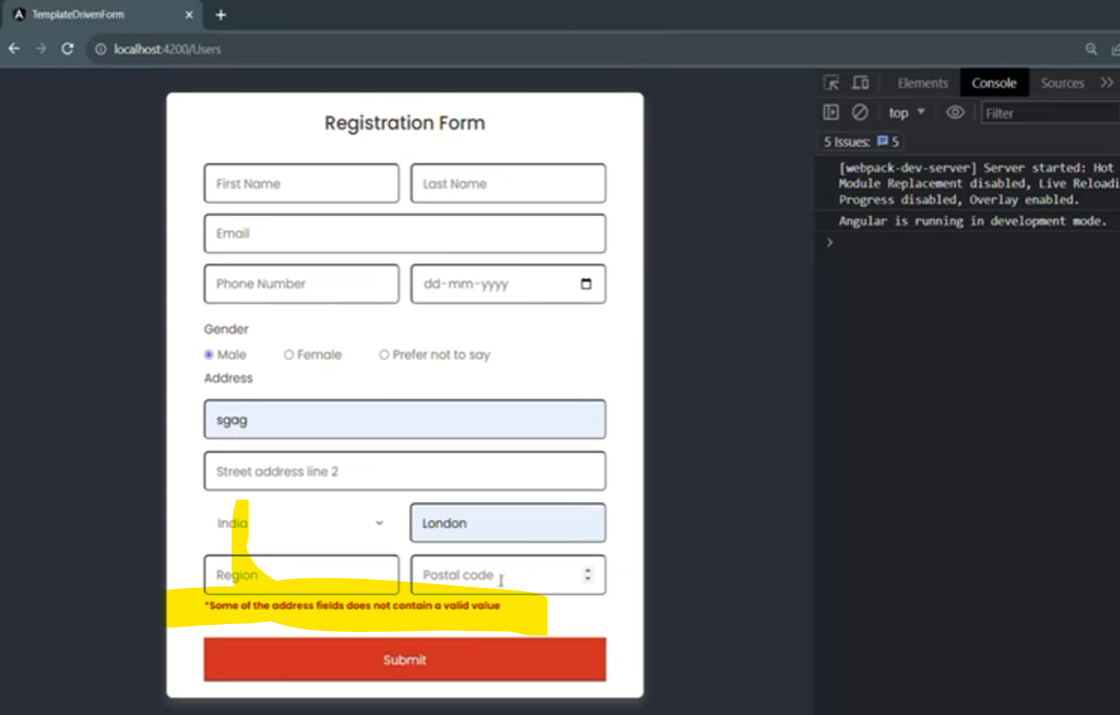 TemplateDrivenForm
localhost:4200/Users
Elements Console Sources
top Filter
5 Issues: 5
[webpack-dev-server] Server started: Hot
Module Replacement disabled, Live Reloadi
Progress disabled, Overlay enabled.
Angular is running in development mode.
Registration Form
First Name Last Name
Email
Phone Number dd-mm-yyyy
Gender
Male Female Prefer not to say
Address
sgag
Street address line 2
India London
Region Postal code
*Some of the address fields does not contain a valid value
Submit